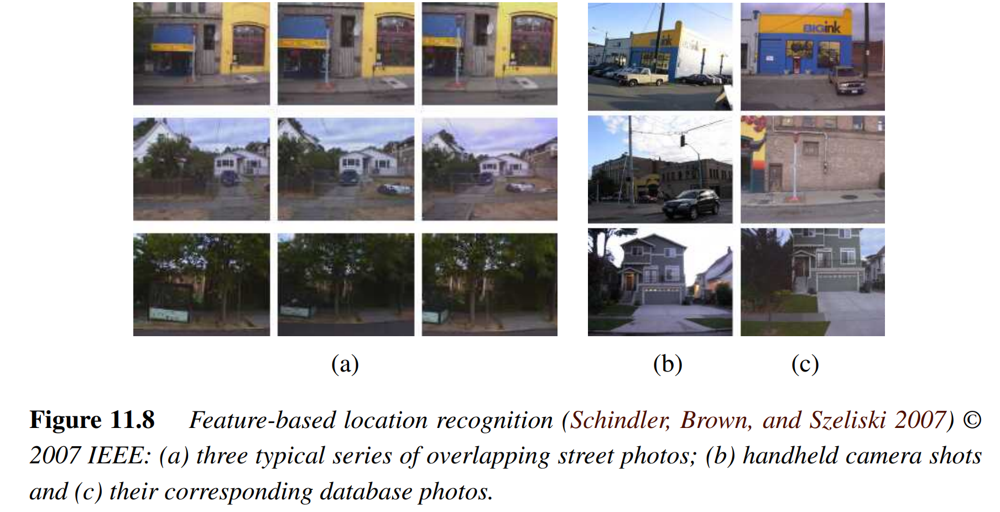 BIGink
ink
(a)
(b)
(c)
Figure 11.8 Feature-based location recognition (Schindler, Brown, and Szeliski 2007) ©
2007 IEEE: (a) three typical series of overlapping street photos; (b) handheld camera shots
and (c) their corresponding database photos.